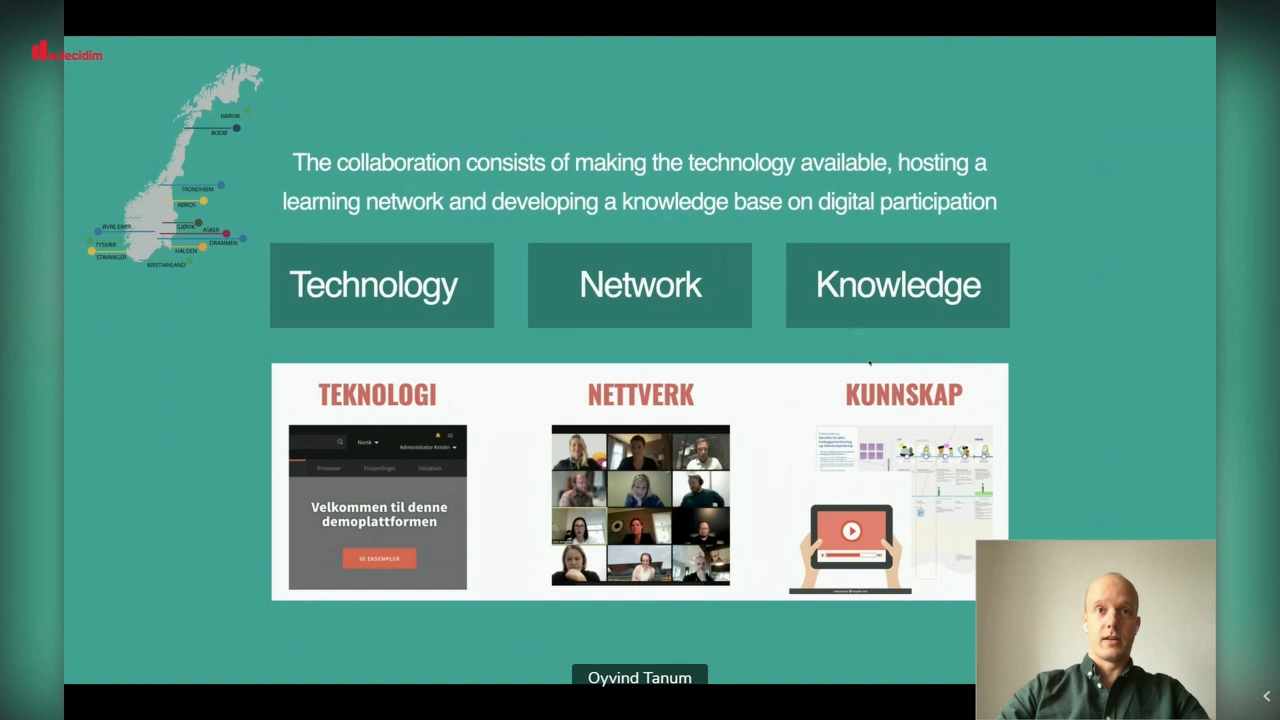 decidim
NARVIK
BODØ
TRONDHEIM
RØROS
ØVRE EIKER
GJØVIK
ASKER
TYSVÆR
DRAMMEN
HALDEN
STAVANGER
KRISTIANSAND
The collaboration consists of making the technology available, hosting a
learning network and developing a knowledge base on digital participation
Technology
Network
Knowledge
TEKNOLOGI
NETTVERK
KUNNSKAP
Norsk
Administrator Kristin
Prosesser
Forsamlinger
Initiativer
Velkommen til denne
demoplattformen
SE EKSEMPLER
Oyvind Tanum